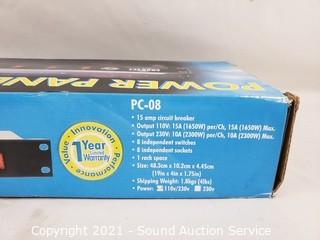 POWER PAN
PC-08
• 15 amp circuit breaker
• Output 110V: 15A (1650W) per/Ch, 15A (1650W) Max.
• Output 230V: 10A (2300W) per/Ch, 10A (2300W) Max.
• 8 independent switches
• 8 independent sockets
• 1 rack space
• Size: 48.3cm x 10.2cm x 4.45cm
(19in x 4in x 1.75in)
• Shipping Weight: 1.8kgs (4lbs)
• Power: 110v/230v 230v
Value • Innovation • Performance
1 Year
Limited
Warranty
Copyright 2021 - Sound Auction Service